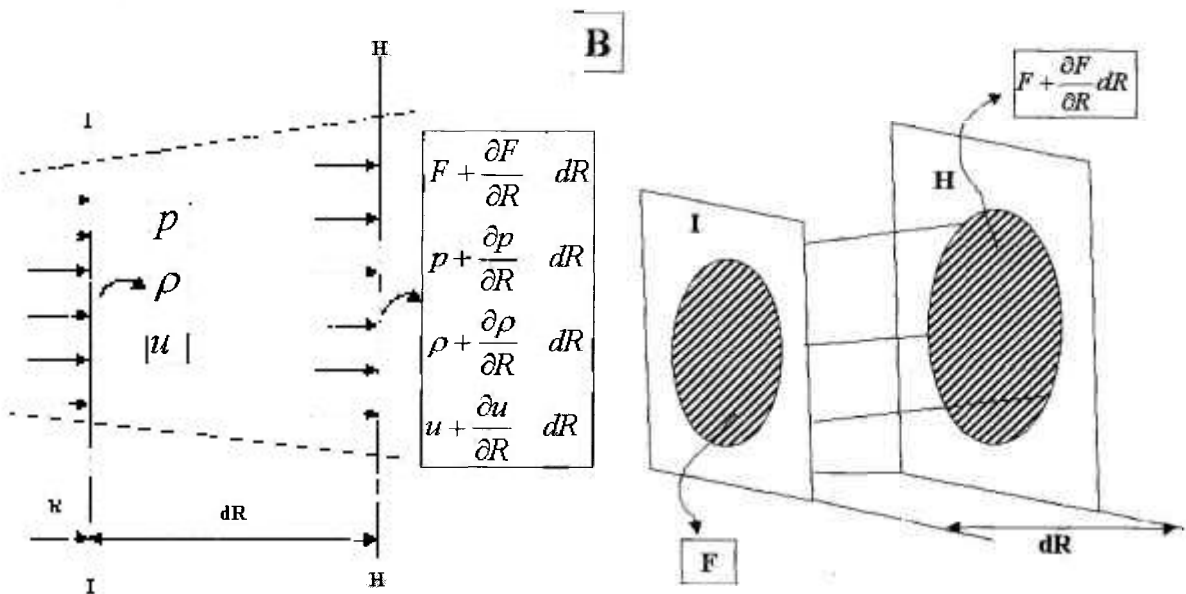 H
B
I
p
ρ
|u|
F + ∂F/∂R dR
p + ∂p/∂R dR
ρ + ∂ρ/∂R dR
u + ∂u/∂R dR
dR
I
H
F + ∂F/∂R dR
H
I
F
dR